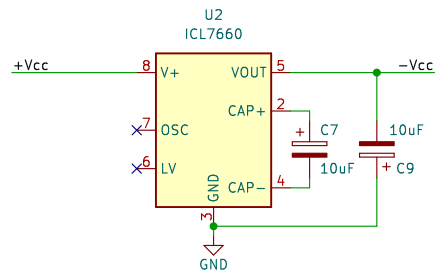 U2
ICL7660
+Vcc
8
V+
VOUT
5
−Vcc
CAP+
2
7
OSC
+
C7
10uF
10uF
6
LV
+
C9
CAP−
4
GND
3
GND